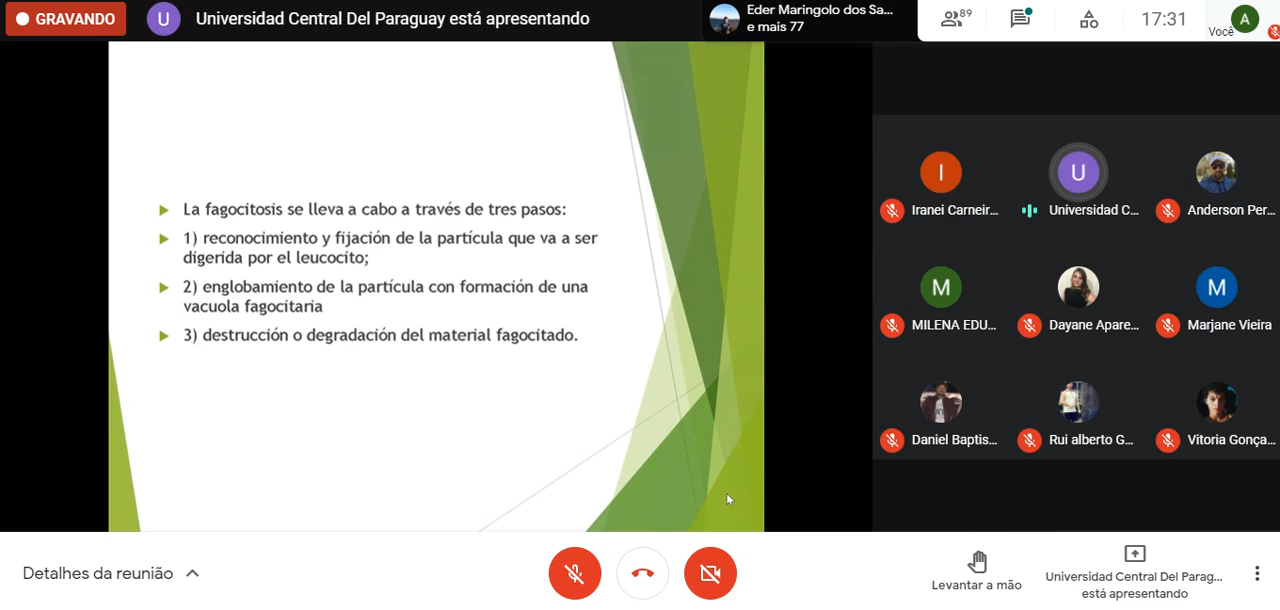 GRAVANDO
U
Universidad Central Del Paraguay está apresentando
Eder Maringolo dos Sa...
e mais 77
89
17:31
Você
A
La fagocitosis se lleva a cabo a través de tres pasos:
1) reconocimiento y fijación de la partícula que va a ser
digerida por el leucocito;
2) englobamiento de la partícula con formación de una
vacuola fagocitaria
3) destrucción o degradación del material fagocitado.
I
U
Iranei Carneir...
Universidad C...
Anderson Per...
M
M
MILENA EDU...
Dayane Apare...
Marjane Vieira
Daniel Baptis...
Rui alberto G...
Vitoria Gonça...
Detalhes da reunião
Levantar a mão
Universidad Central Del Parag...
está apresentando